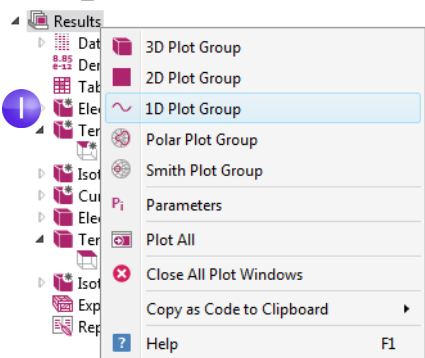 Results
Dat
8.85
e-12
Der
Tab
Elec
Ter
Isot
Cur
Elec
Ter
Isot
Exp
Rep
1
3D Plot Group
2D Plot Group
1D Plot Group
Polar Plot Group
Smith Plot Group
Pi Parameters
Plot All
Close All Plot Windows
Copy as Code to Clipboard
? Help F1